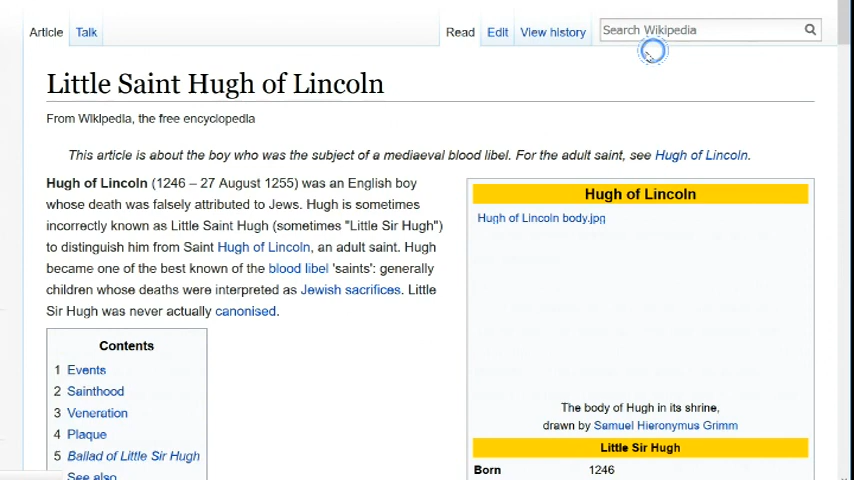 Article Talk Read Edit View history Search Wikipedia
Little Saint Hugh of Lincoln
From Wikipedia, the free encyclopedia
This article is about the boy who was the subject of a mediaeval blood libel. For the adult saint, see Hugh of Lincoln.
Hugh of Lincoln (1246 – 27 August 1255) was an English boy
whose death was falsely attributed to Jews. Hugh is sometimes
incorrectly known as Little Saint Hugh (sometimes "Little Sir Hugh")
to distinguish him from Saint Hugh of Lincoln, an adult saint. Hugh
became one of the best known of the blood libel 'saints': generally
children whose deaths were interpreted as Jewish sacrifices. Little
Sir Hugh was never actually canonised.
Contents
1 Events
2 Sainthood
3 Veneration
4 Plaque
5 Ballad of Little Sir Hugh
See also
Hugh of Lincoln
Hugh of Lincoln body.jpg
The body of Hugh in its shrine,
drawn by Samuel Hieronymus Grimm
Little Sir Hugh
Born 1246